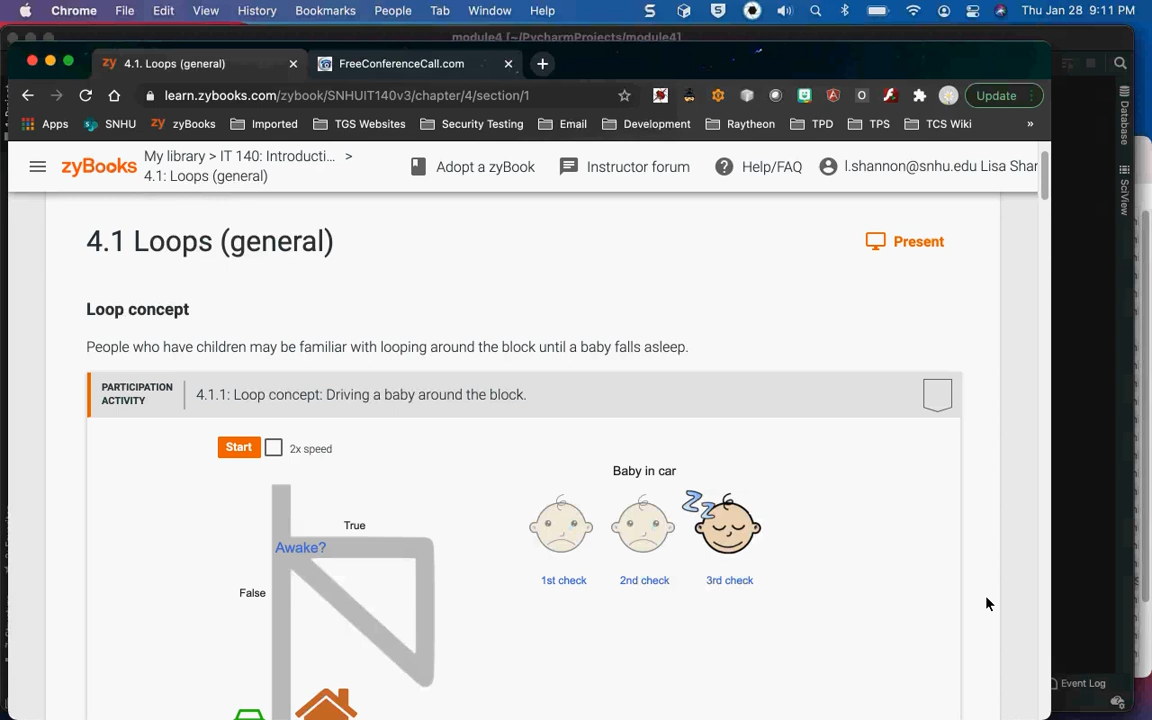 Chrome File Edit View History Bookmarks People Tab Window Help Thu Jan 28 9:11 PM
module4 [~/PycharmProjects/module4]
zy 4.1. Loops (general) FreeConferenceCall.com
learn.zybooks.com/zybook/SNHUIT140v3/chapter/4/section/1 Update
Apps SNHU zy zyBooks Imported TGS Websites Security Testing Email Development Raytheon TPD TPS TCS Wiki »
Database
SciView
zyBooks My library > IT 140: Introducti... >
4.1: Loops (general)
Adopt a zyBook Instructor forum Help/FAQ l.shannon@snhu.edu Lisa Shar
4.1 Loops (general) Present
Loop concept
People who have children may be familiar with looping around the block until a baby falls asleep.
PARTICIPATION
ACTIVITY
4.1.1: Loop concept: Driving a baby around the block.
Start 2x speed
Baby in car
True
Awake?
False
1st check 2nd check 3rd check
Event Log